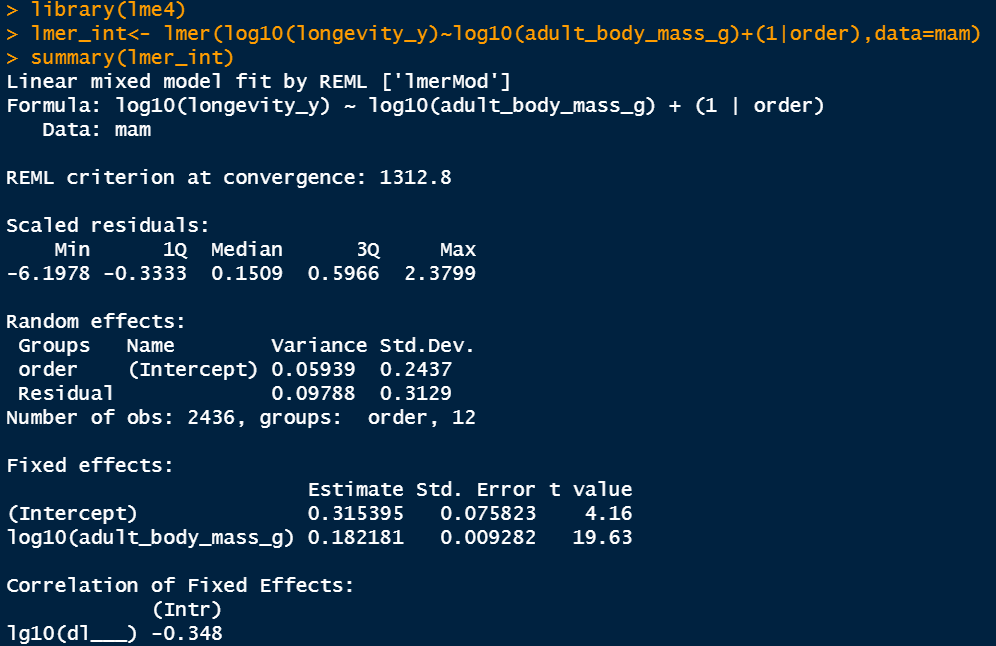 > library(lme4)
> lmer_int<- lmer(log10(longevity_y)~log10(adult_body_mass_g)+(1|order),data=mam)
> summary(lmer_int)
Linear mixed model fit by REML ['lmerMod']
Formula: log10(longevity_y) ~ log10(adult_body_mass_g) + (1 | order)
   Data: mam

REML criterion at convergence: 1312.8

Scaled residuals:
    Min      1Q  Median      3Q     Max
-6.1978 -0.3333  0.1509  0.5966  2.3799

Random effects:
 Groups   Name        Variance Std.Dev.
 order    (Intercept) 0.05939  0.2437
 Residual             0.09788  0.3129
Number of obs: 2436, groups:  order, 12

Fixed effects:
                         Estimate Std. Error t value
(Intercept)              0.315395   0.075823    4.16
log10(adult_body_mass_g) 0.182181   0.009282   19.63

Correlation of Fixed Effects:
            (Intr)
lg10(dl___) -0.348